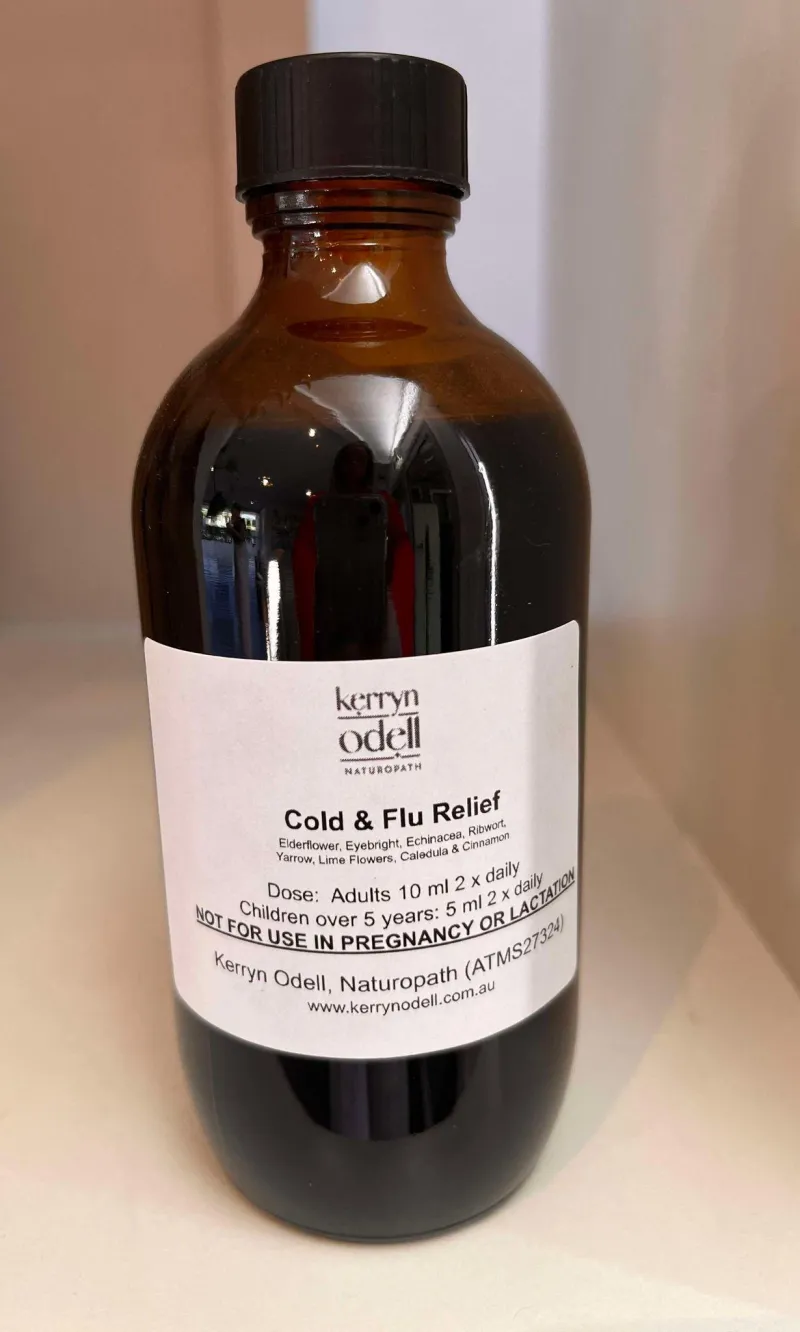 kerryn
odell
NATUROPATH
Cold & Flu Relief
Elderflower, Eyebright, Echinacea, Ribwort,
Yarrow, Lime Flowers, Caledula & Cinnamon
Dose: Adults 10 ml 2 x daily
Children over 5 years: 5 ml 2 x daily
NOT FOR USE IN PREGNANCY OR LACTATION
Kerryn Odell, Naturopath (ATMS27324)
www.kerrynodell.com.au